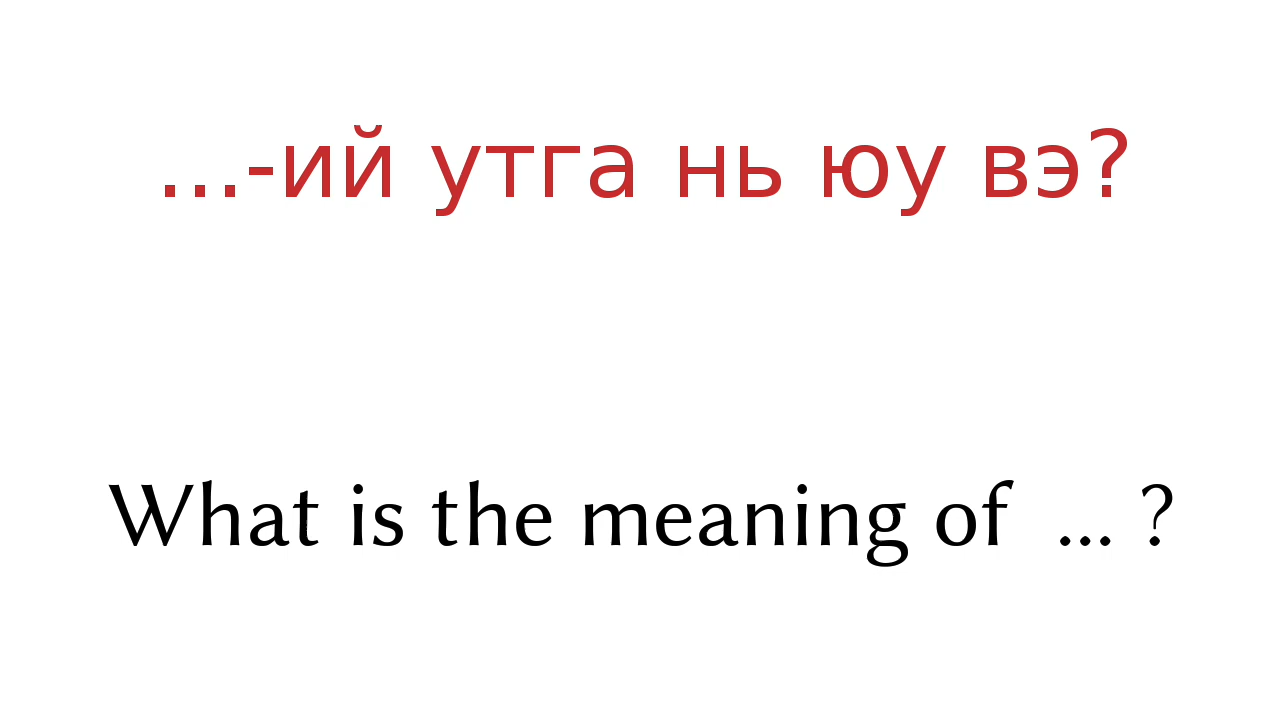 ...-ий утга нь юу вэ?
What is the meaning of ... ?